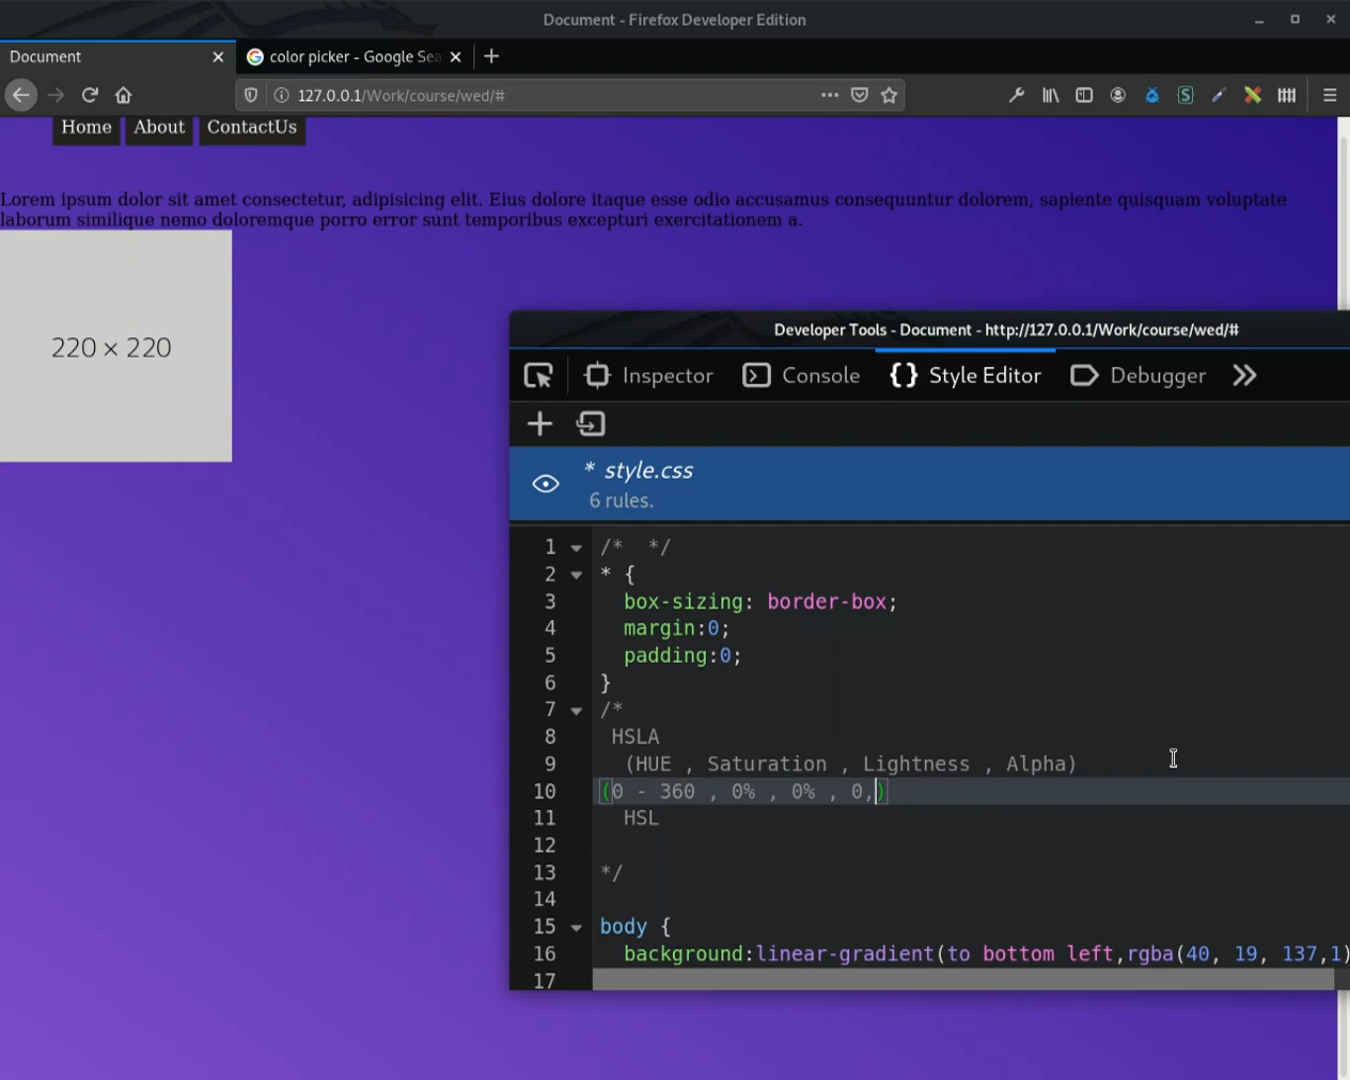 Document - Firefox Developer Edition
Document
color picker - Google Sea
127.0.0.1/Work/course/wed/#
Home About ContactUs
Lorem ipsum dolor sit amet consectetur, adipisicing elit. Eius dolore itaque esse odio accusamus consequuntur dolorem, sapiente quisquam voluptate
laborum similique nemo doloremque porro error sunt temporibus excepturi exercitationem a.
220 × 220
Developer Tools - Document - http://127.0.0.1/Work/course/wed/#
Inspector Console {} Style Editor Debugger
* style.css
6 rules.
1 /*  */
2 * {
3 box-sizing: border-box;
4 margin:0;
5 padding:0;
6 }
7 /*
8 HSLA
9 (HUE , Saturation , Lightness , Alpha)
10 (0 - 360 , 0% , 0% , 0,)
11 HSL
12
13 */
14
15 body {
16 background:linear-gradient(to bottom left,rgba(40, 19, 137,1)
17